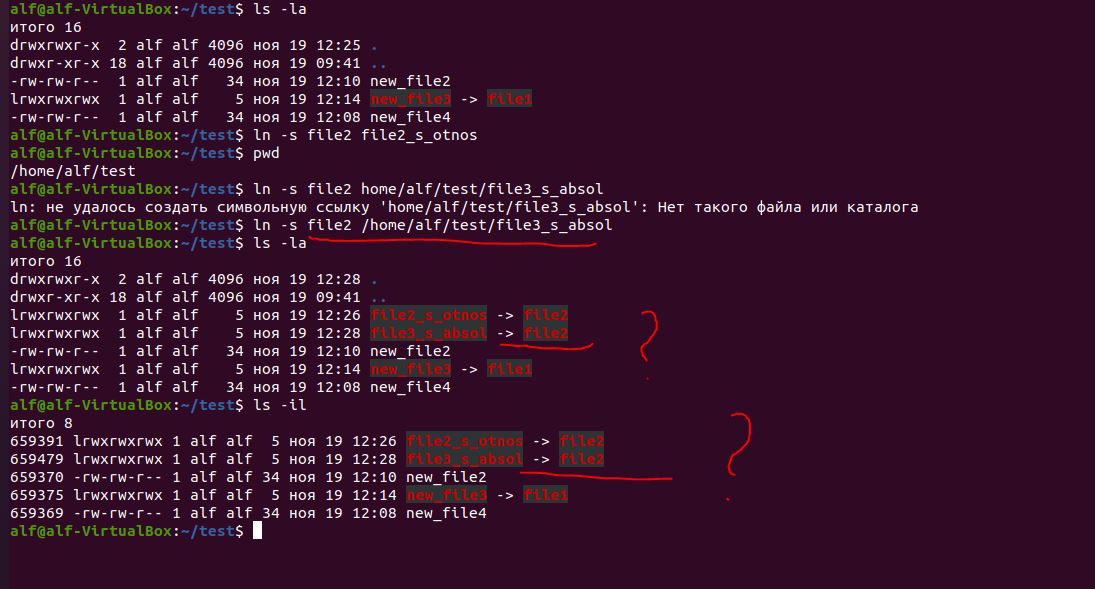 alf@alf-VirtualBox:~/test$ ls -la
итого 16
drwxrwxr-x  2 alf alf 4096 ноя 19 12:25 .
drwxr-xr-x 18 alf alf 4096 ноя 19 09:41 ..
-rw-rw-r--  1 alf alf   34 ноя 19 12:10 new_file2
lrwxrwxrwx  1 alf alf    5 ноя 19 12:14 new_file3 -> file1
-rw-rw-r--  1 alf alf   34 ноя 19 12:08 new_file4
alf@alf-VirtualBox:~/test$ ln -s file2 file2_s_otnos
alf@alf-VirtualBox:~/test$ pwd
/home/alf/test
alf@alf-VirtualBox:~/test$ ln -s file2 home/alf/test/file3_s_absol
ln: не удалось создать символьную ссылку 'home/alf/test/file3_s_absol': Нет такого файла или каталога
alf@alf-VirtualBox:~/test$ ln -s file2 /home/alf/test/file3_s_absol
alf@alf-VirtualBox:~/test$ ls -la
итого 16
drwxrwxr-x  2 alf alf 4096 ноя 19 12:28 .
drwxr-xr-x 18 alf alf 4096 ноя 19 09:41 ..
lrwxrwxrwx  1 alf alf    5 ноя 19 12:26 file2_s_otnos -> file2
lrwxrwxrwx  1 alf alf    5 ноя 19 12:28 file3_s_absol -> file2
-rw-rw-r--  1 alf alf   34 ноя 19 12:10 new_file2
?
lrwxrwxrwx  1 alf alf    5 ноя 19 12:14 new_file3 -> file1
-rw-rw-r--  1 alf alf   34 ноя 19 12:08 new_file4
alf@alf-VirtualBox:~/test$ ls -il
итого 8
659391 lrwxrwxrwx 1 alf alf  5 ноя 19 12:26 file2_s_otnos -> file2
659479 lrwxrwxrwx 1 alf alf  5 ноя 19 12:28 file3_s_absol -> file2
?
659370 -rw-rw-r-- 1 alf alf 34 ноя 19 12:10 new_file2
659375 lrwxrwxrwx 1 alf alf  5 ноя 19 12:14 new_file3 -> file1
659369 -rw-rw-r-- 1 alf alf 34 ноя 19 12:08 new_file4
alf@alf-VirtualBox:~/test$